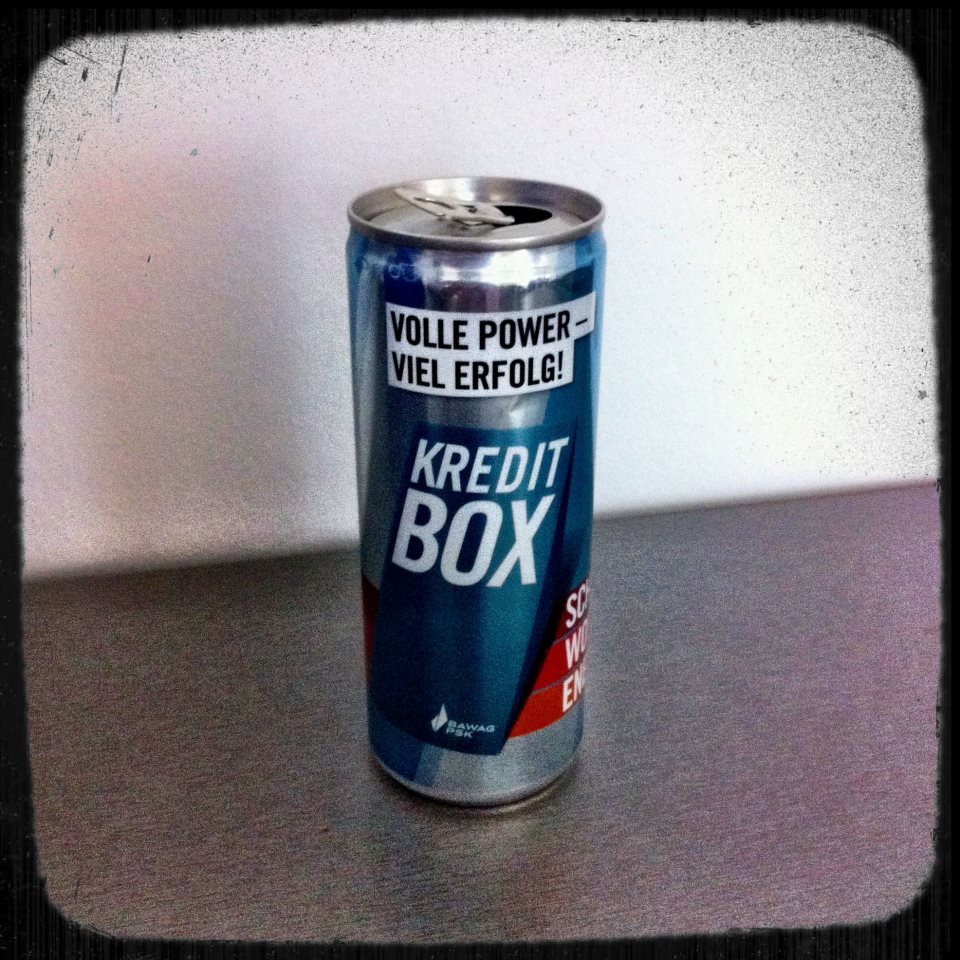 VOLLE POWER –
VIEL ERFOLG!
KREDIT
BOX
BAWAG
PSK